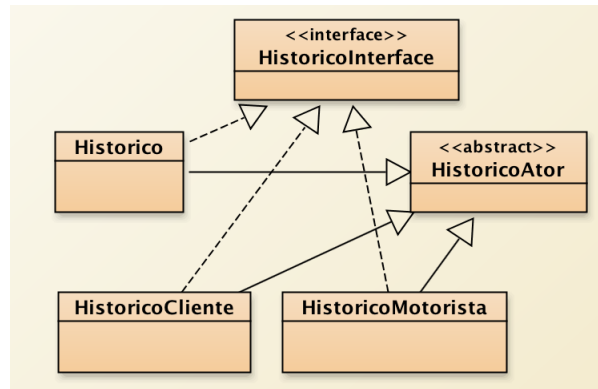 <<interface>>
HistoricoInterface
Historico
<<abstract>>
HistoricoAtor
HistoricoCliente
HistoricoMotorista